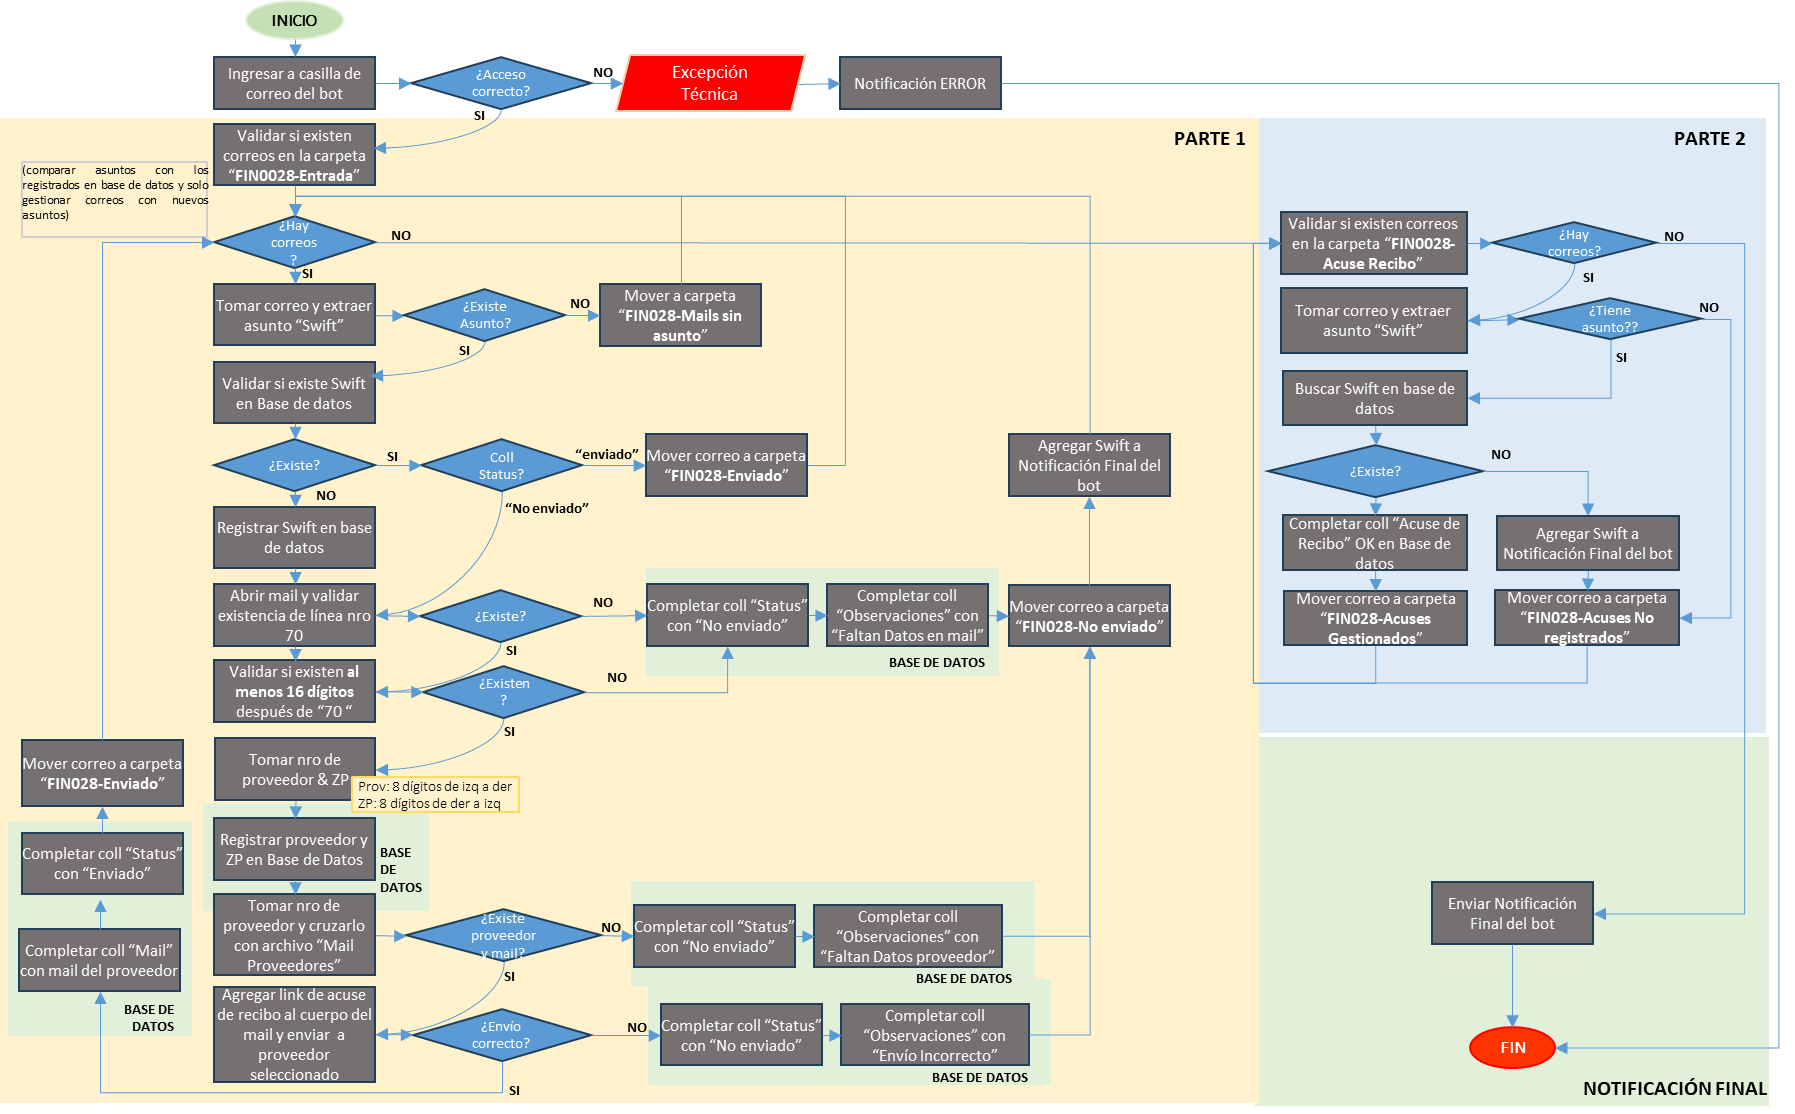 INICIO
Ingresar a casilla de
correo del bot
¿Acceso
correcto?
NO
SI
Excepción
Técnica
Notificación ERROR
PARTE 1
Validar si existen
correos en la carpeta
“FIN0028-Entrada”
(comparar asuntos con los
registrados en base de datos y solo
gestionar correos con nuevos
asuntos)
¿Hay
correos
?
NO
SI
Tomar correo y extraer
asunto “Swift”
¿Existe
Asunto?
NO
SI
Mover a carpeta
“FIN028-Mails sin
asunto”
Validar si existe Swift
en Base de datos
¿Existe?
SI
NO
Coll
Status?
“enviado”
“No enviado”
Mover correo a carpeta
“FIN028-Enviado”
Agregar Swift a
Notificación Final del
bot
Registrar Swift en base
de datos
Abrir mail y validar
existencia de línea nro
70
¿Existe?
NO
SI
Completar coll “Status”
con “No enviado”
Completar coll
“Observaciones” con
“Faltan Datos en mail”
BASE DE DATOS
Mover correo a carpeta
“FIN028-No enviado”
Validar si existen al
menos 16 dígitos
después de “70 “
¿Existen
?
NO
SI
Tomar nro de
proveedor & ZP
Prov: 8 dígitos de izq a der
ZP: 8 dígitos de der a izq
Registrar proveedor y
ZP en Base de Datos
BASE
DE
DATOS
Tomar nro de
proveedor y cruzarlo
con archivo “Mail
Proveedores”
¿Existe
proveedor
y mail?
NO
SI
Completar coll “Status”
con “No enviado”
Completar coll
“Observaciones” con
“Faltan Datos proveedor”
BASE DE DATOS
Agregar link de acuse
de recibo al cuerpo del
mail y enviar a
proveedor
seleccionado
¿Envío
correcto?
NO
SI
Completar coll “Status”
con “No enviado”
Completar coll
“Observaciones” con
“Envío Incorrecto”
BASE DE DATOS
Mover correo a carpeta
“FIN028-Enviado”
Completar coll “Status”
con “Enviado”
Completar coll “Mail”
con mail del proveedor
BASE DE
DATOS
PARTE 2
Validar si existen correos
en la carpeta “FIN0028-
Acuse Recibo”
¿Hay
correos?
NO
SI
Tomar correo y extraer
asunto “Swift”
¿Tiene
asunto??
NO
SI
Buscar Swift en base de
datos
¿Existe?
NO
Completar coll “Acuse de
Recibo” OK en Base de
datos
Agregar Swift a
Notificación Final del bot
Mover correo a carpeta
“FIN028-Acuses
Gestionados”
Mover correo a carpeta
“FIN028-Acuses No
registrados”
Enviar Notificación
Final del bot
FIN
NOTIFICACIÓN FINAL